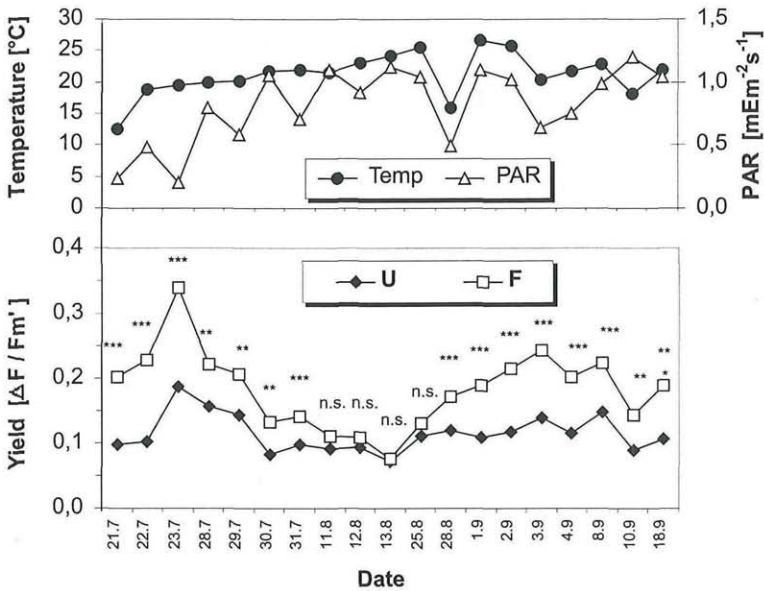 Temperature [°C]
30
25
20
15
10
5
0
1,5
1,0
0,5
0,0
PAR [mEm⁻²s⁻¹]
Temp PAR
Yield [ΔF / Fm']
0,4
0,3
0,2
0,1
0,0
U F
*** *** *** ** ** ** *** n.s. n.s. n.s. n.s. *** *** *** *** *** *** ** **
*
21.7 22.7 23.7 28.7 29.7 30.7 31.7 11.8 12.8 13.8 25.8 28.8 1.9 2.9 3.9 4.9 8.9 10.9 18.9
Date